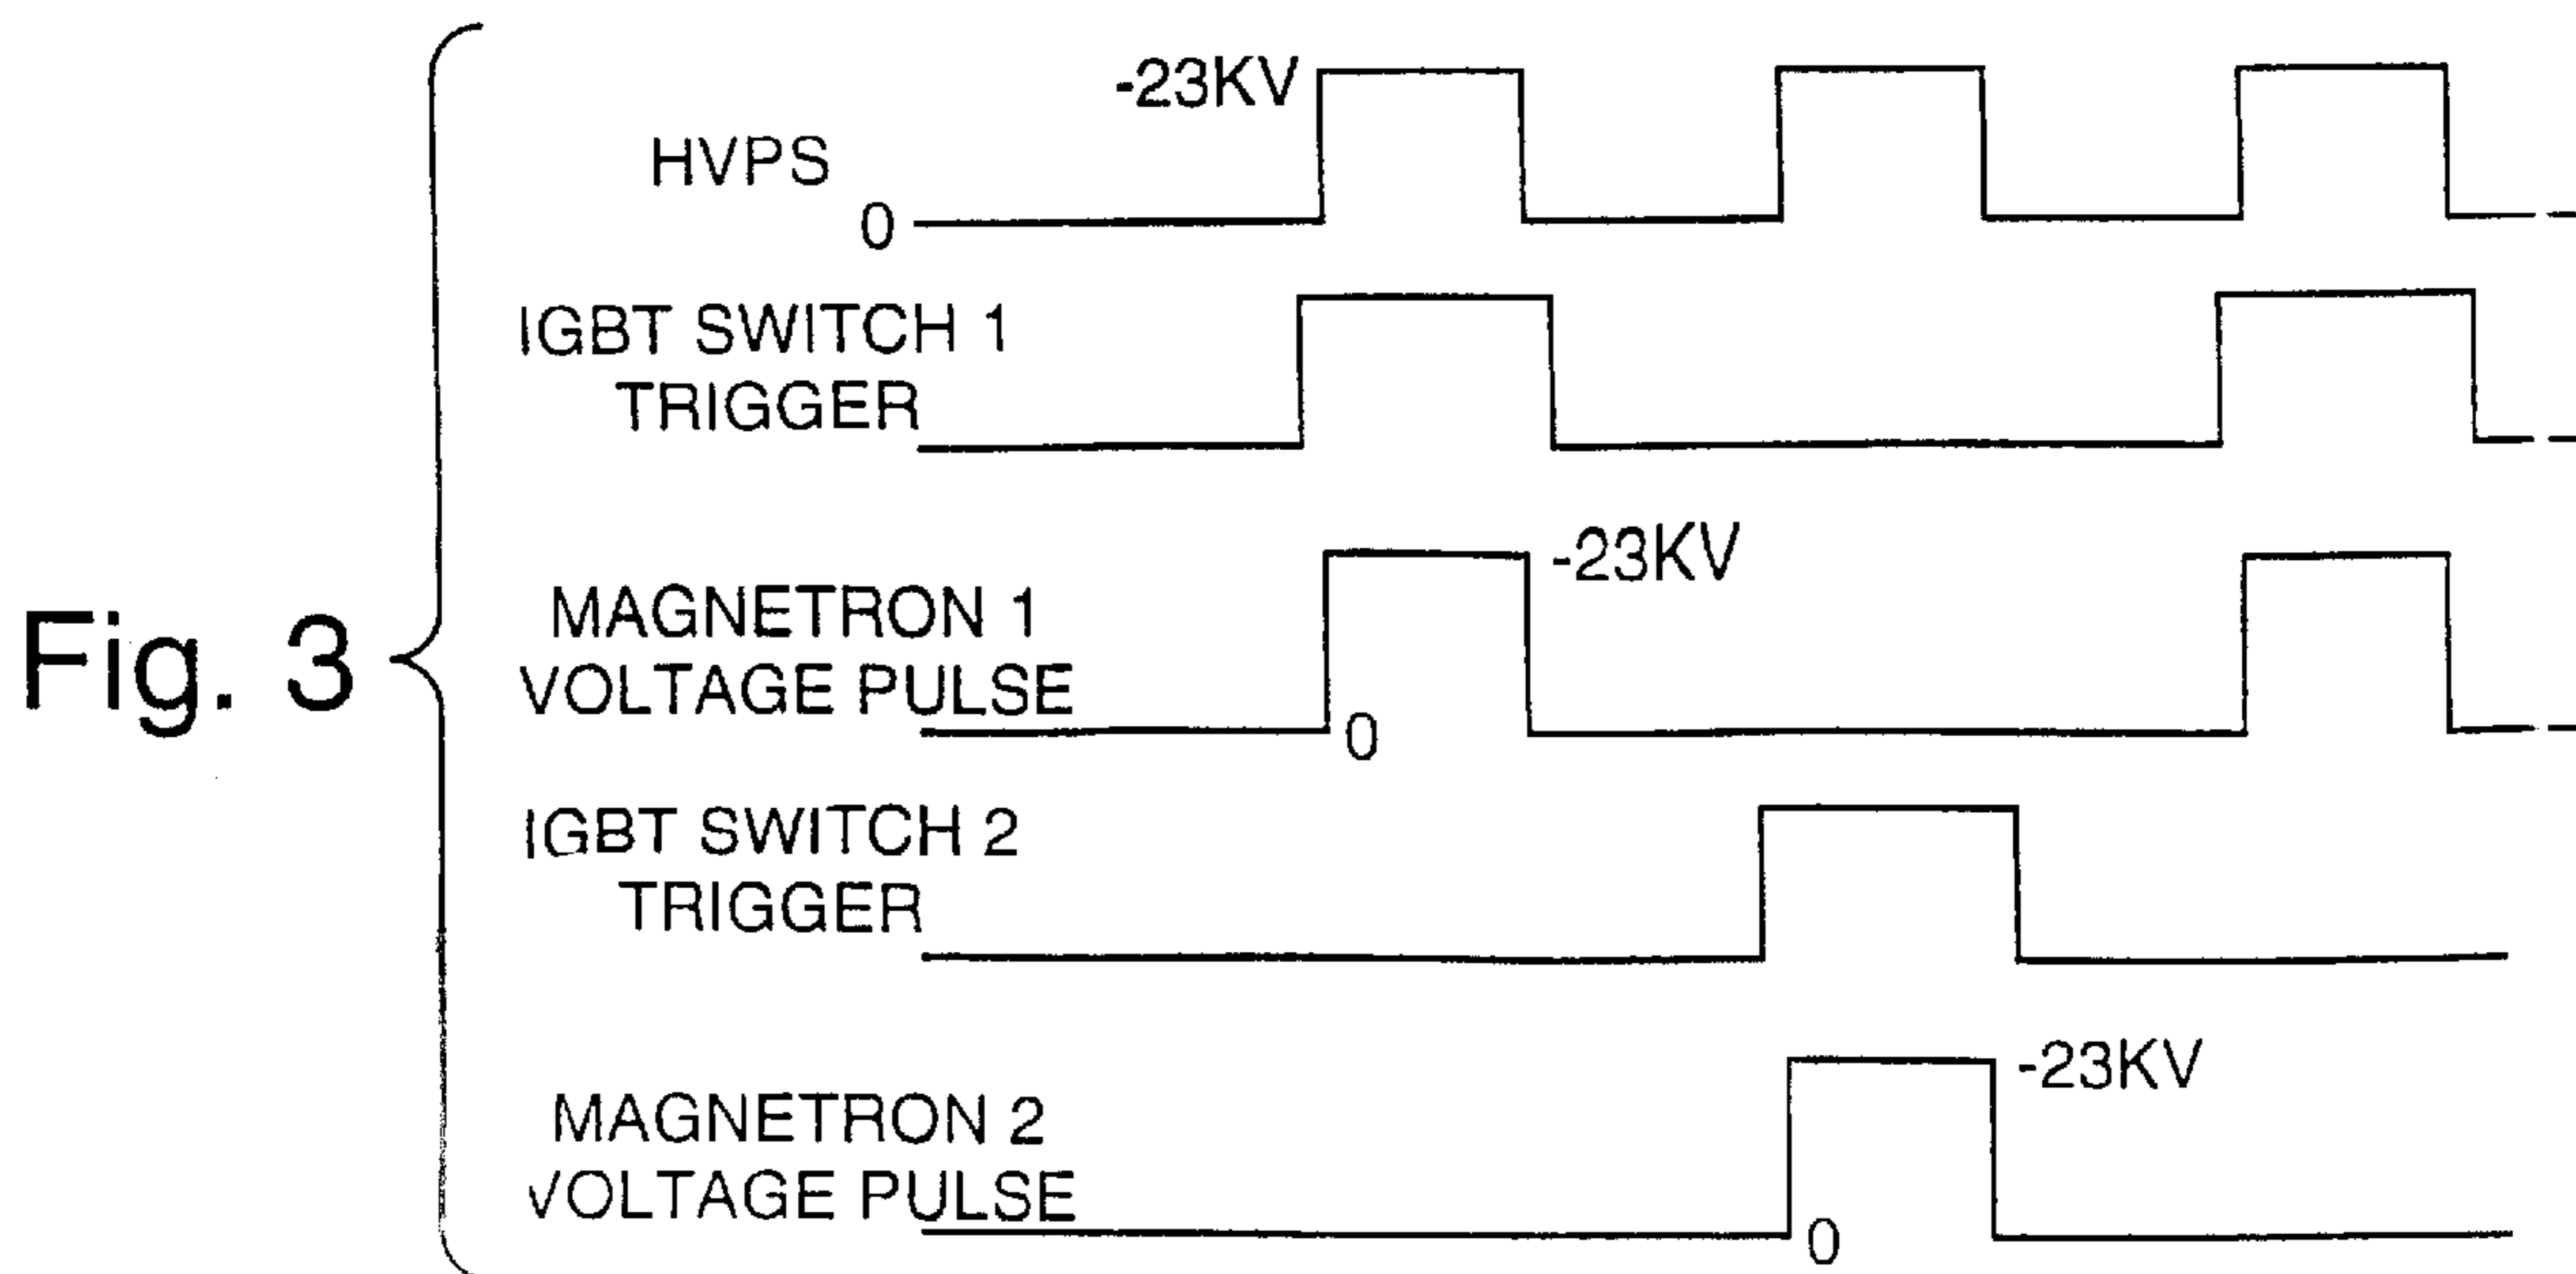 Fig. 3
-23KV
HVPS
0
IGBT SWITCH 1
TRIGGER
-23KV
MAGNETRON 1
VOLTAGE PULSE
0
IGBT SWITCH 2
TRIGGER
-23KV
MAGNETRON 2
VOLTAGE PULSE
0